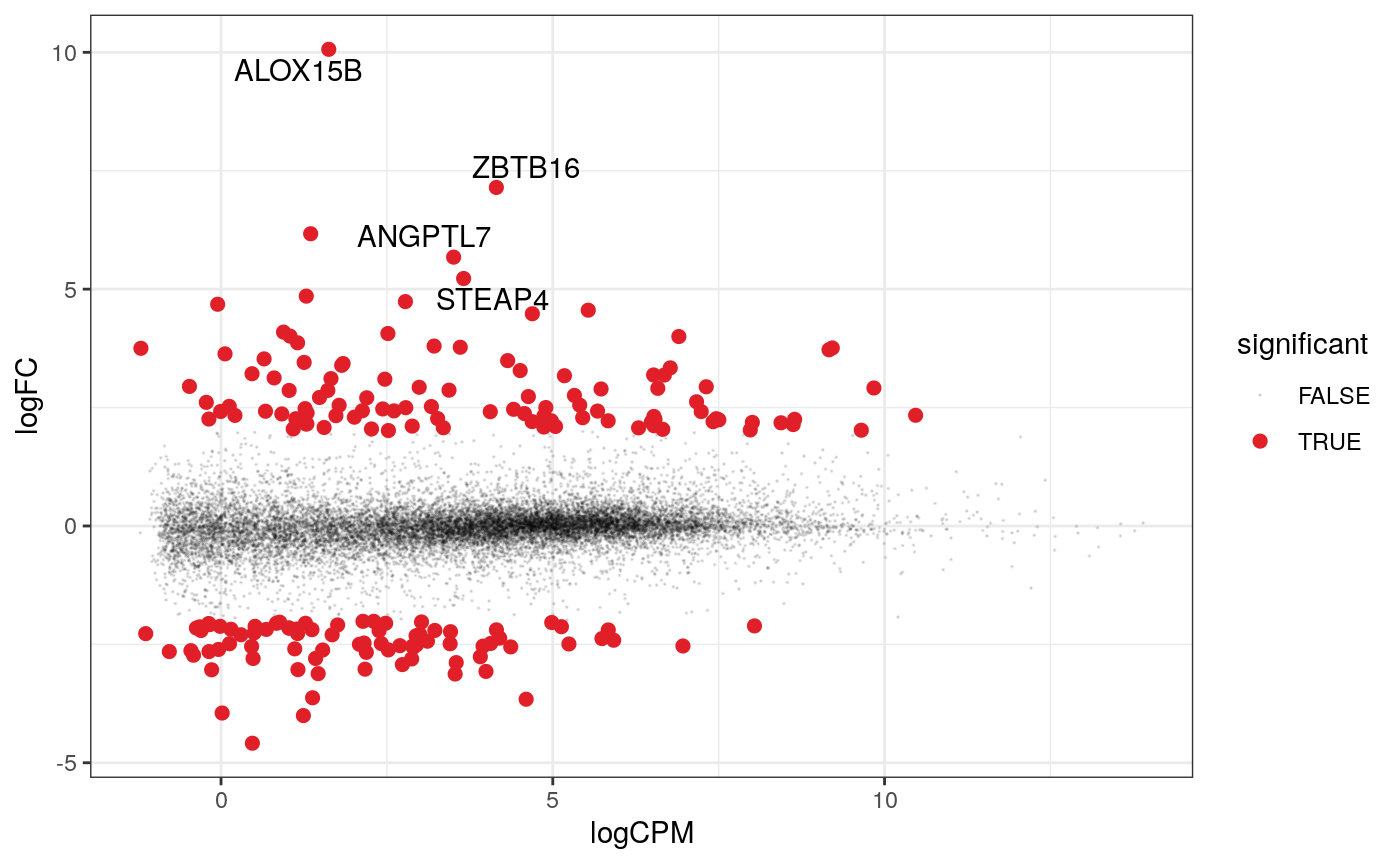 ALOX15B
ZBTB16
ANGPTL7
STEAP4
10
5
0
-5
logFC
0
5
10
logCPM
significant
FALSE
TRUE